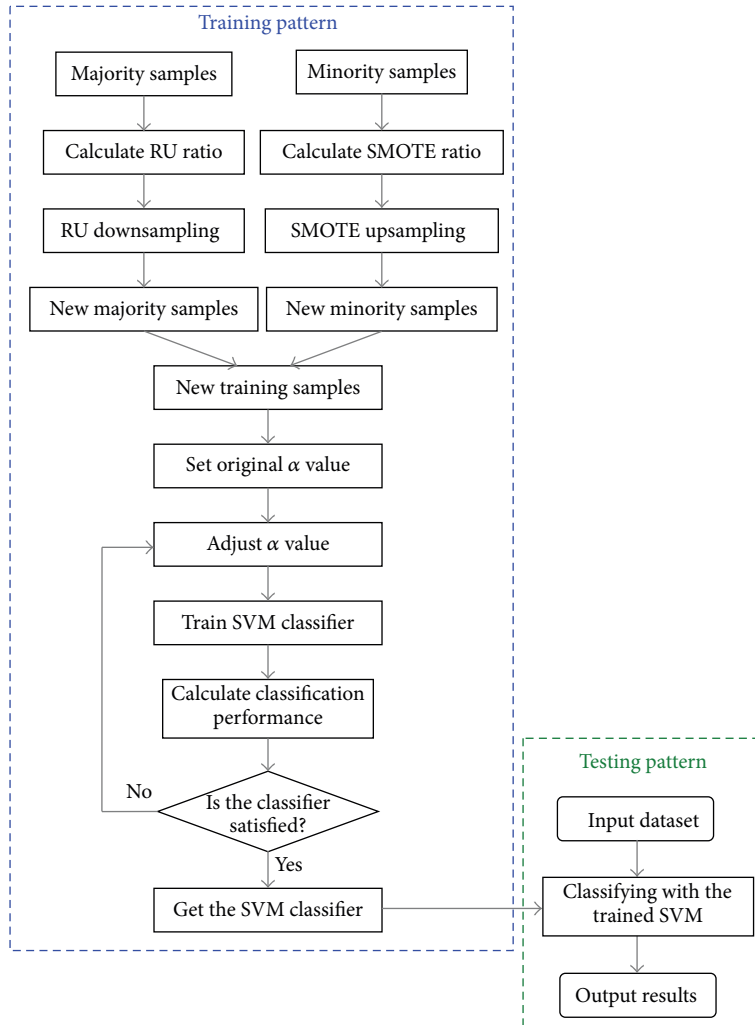 Training pattern
Majority samples
Minority samples
Calculate RU ratio
Calculate SMOTE ratio
RU downsampling
SMOTE upsampling
New majority samples
New minority samples
New training samples
Set original α value
Adjust α value
Train SVM classifier
Calculate classification
performance
No
Is the classifier
satisfied?
Yes
Get the SVM classifier
Testing pattern
Input dataset
Classifying with the
trained SVM
Output results